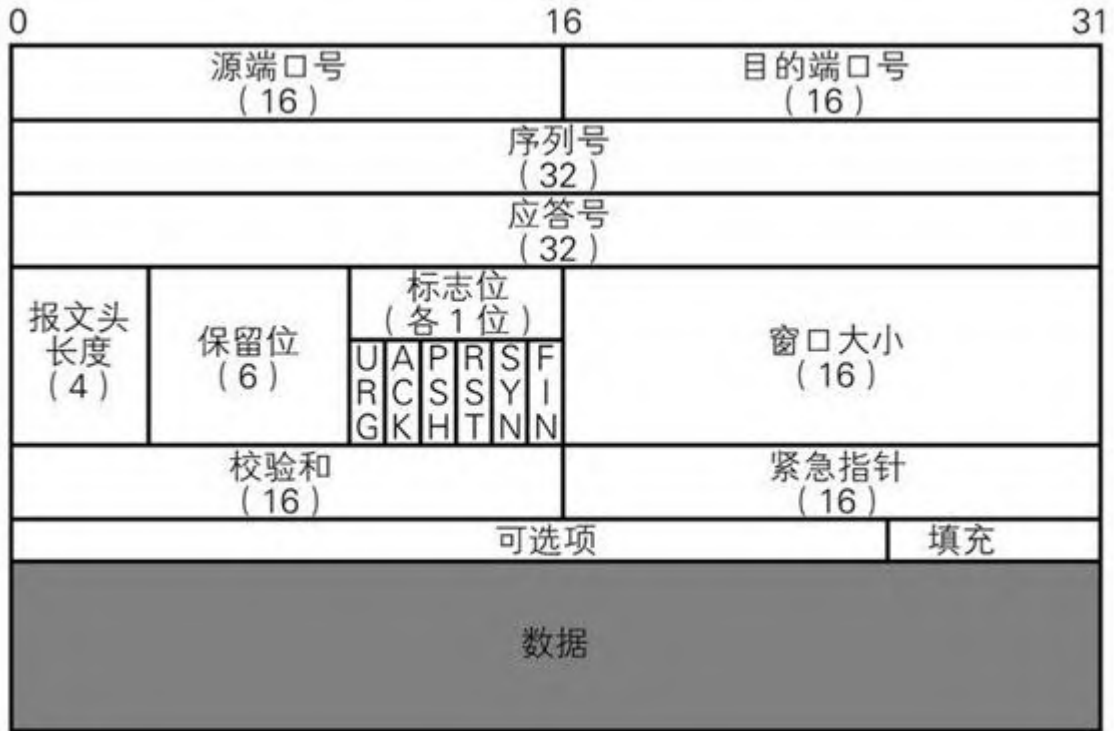 0 16 31
源端口号 目的端口号
(16) (16)
序列号
(32)
应答号
(32)
标志位
(各1位)
报文头
长度
(4)
保留位
(6)
URG ACK PSH RST SYN FIN
窗口大小
(16)
校验和 紧急指针
(16) (16)
可选项 填充
数据